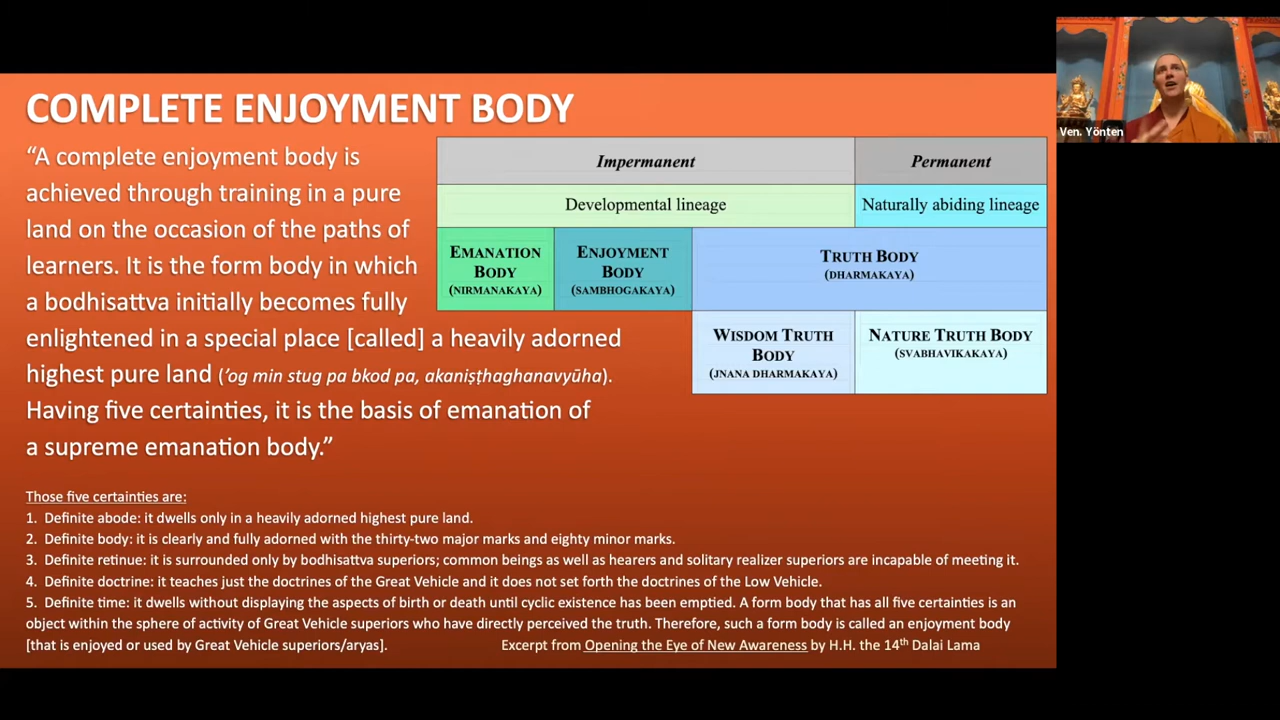 COMPLETE ENJOYMENT BODY
“A complete enjoyment body is
achieved through training in a pure
land on the occasion of the paths of
learners. It is the form body in which
a bodhisattva initially becomes fully
enlightened in a special place [called] a heavily adorned
highest pure land (’og min stug pa bkod pa, akaniṣṭhaghanavyūha).
Having five certainties, it is the basis of emanation of
a supreme emanation body.”
Impermanent
Permanent
Developmental lineage
Naturally abiding lineage
EMANATION
BODY
(NIRMANAKAYA)
ENJOYMENT
BODY
(SAMBHOGAKAYA)
TRUTH BODY
(DHARMAKAYA)
WISDOM TRUTH
BODY
(JNANA DHARMAKAYA)
NATURE TRUTH BODY
(SVABHAVIKAKAYA)
Those five certainties are:
1. Definite abode: it dwells only in a heavily adorned highest pure land.
2. Definite body: it is clearly and fully adorned with the thirty-two major marks and eighty minor marks.
3. Definite retinue: it is surrounded only by bodhisattva superiors; common beings as well as hearers and solitary realizer superiors are incapable of meeting it.
4. Definite doctrine: it teaches just the doctrines of the Great Vehicle and it does not set forth the doctrines of the Low Vehicle.
5. Definite time: it dwells without displaying the aspects of birth or death until cyclic existence has been emptied. A form body that has all five certainties is an
object within the sphere of activity of Great Vehicle superiors who have directly perceived the truth. Therefore, such a form body is called an enjoyment body
[that is enjoyed or used by Great Vehicle superiors/aryas].
Excerpt from Opening the Eye of New Awareness by H.H. the 14th Dalai Lama
Ven. Yönten